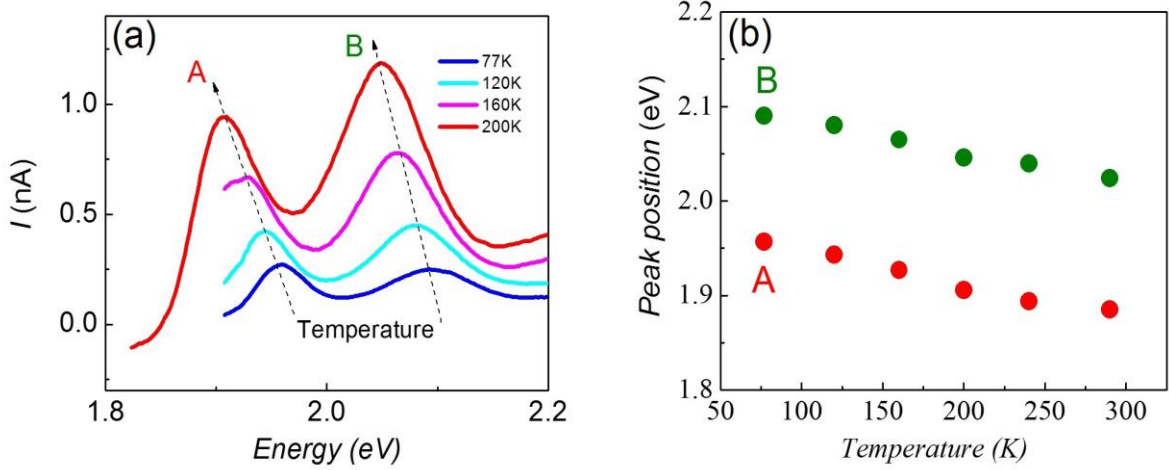 (a)
A
B
77K
120K
160K
200K
Temperature
I (nA)
1.0
0.5
0.0
1.8
2.0
2.2
Energy (eV)
(b)
B
A
Peak position (eV)
2.2
2.1
2.0
1.9
1.8
50 100 150 200 250 300
Temperature (K)